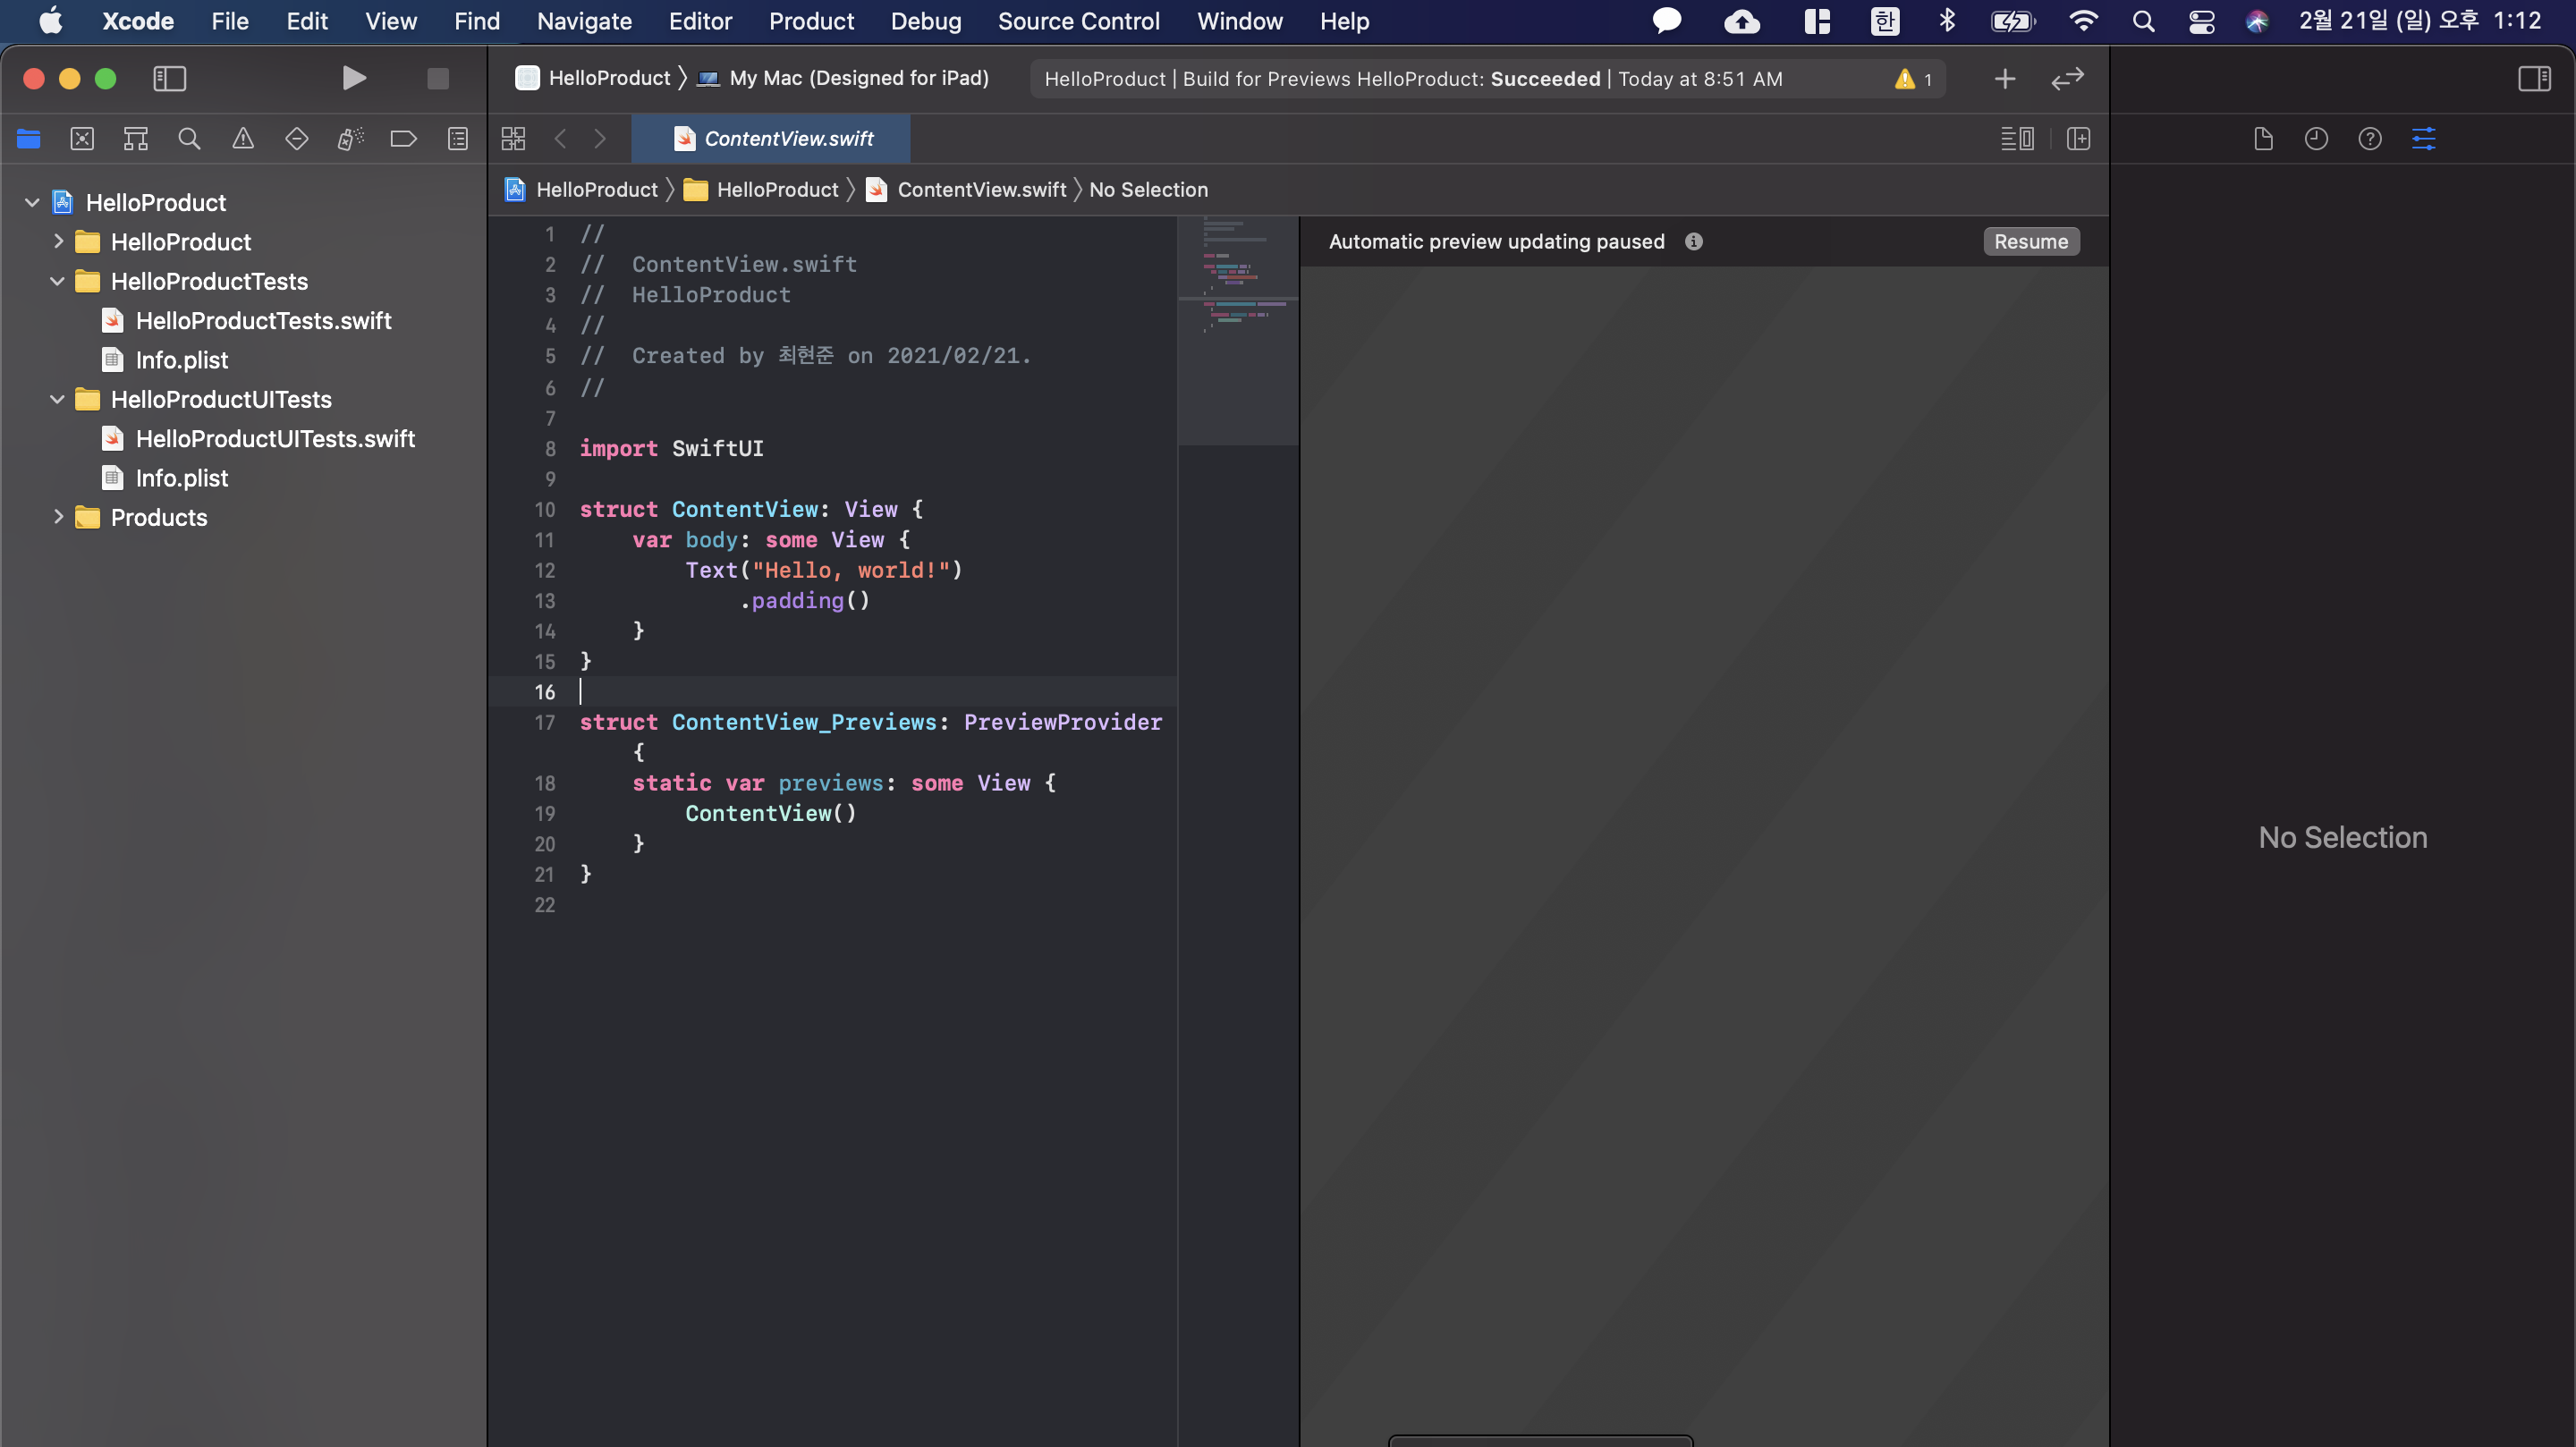 Xcode File Edit View Find Navigate Editor Product Debug Source Control Window Help 한 2월 21일 (일) 오후 1:12
HelloProduct 〉 My Mac (Designed for iPad) HelloProduct | Build for Previews HelloProduct: Succeeded | Today at 8:51 AM 1
ContentView.swift
HelloProduct 〉 HelloProduct 〉 ContentView.swift 〉 No Selection
HelloProduct
HelloProduct
HelloProductTests
HelloProductTests.swift
Info.plist
HelloProductUITests
HelloProductUITests.swift
Info.plist
Products
1 //
2 //  ContentView.swift
3 //  HelloProduct
4 //
5 //  Created by 최현준 on 2021/02/21.
6 //
7
8 import SwiftUI
9
10 struct ContentView: View {
11     var body: some View {
12         Text("Hello, world!")
13             .padding()
14     }
15 }
16
17 struct ContentView_Previews: PreviewProvider
    {
18     static var previews: some View {
19         ContentView()
20     }
21 }
22
Automatic preview updating paused Resume
No Selection